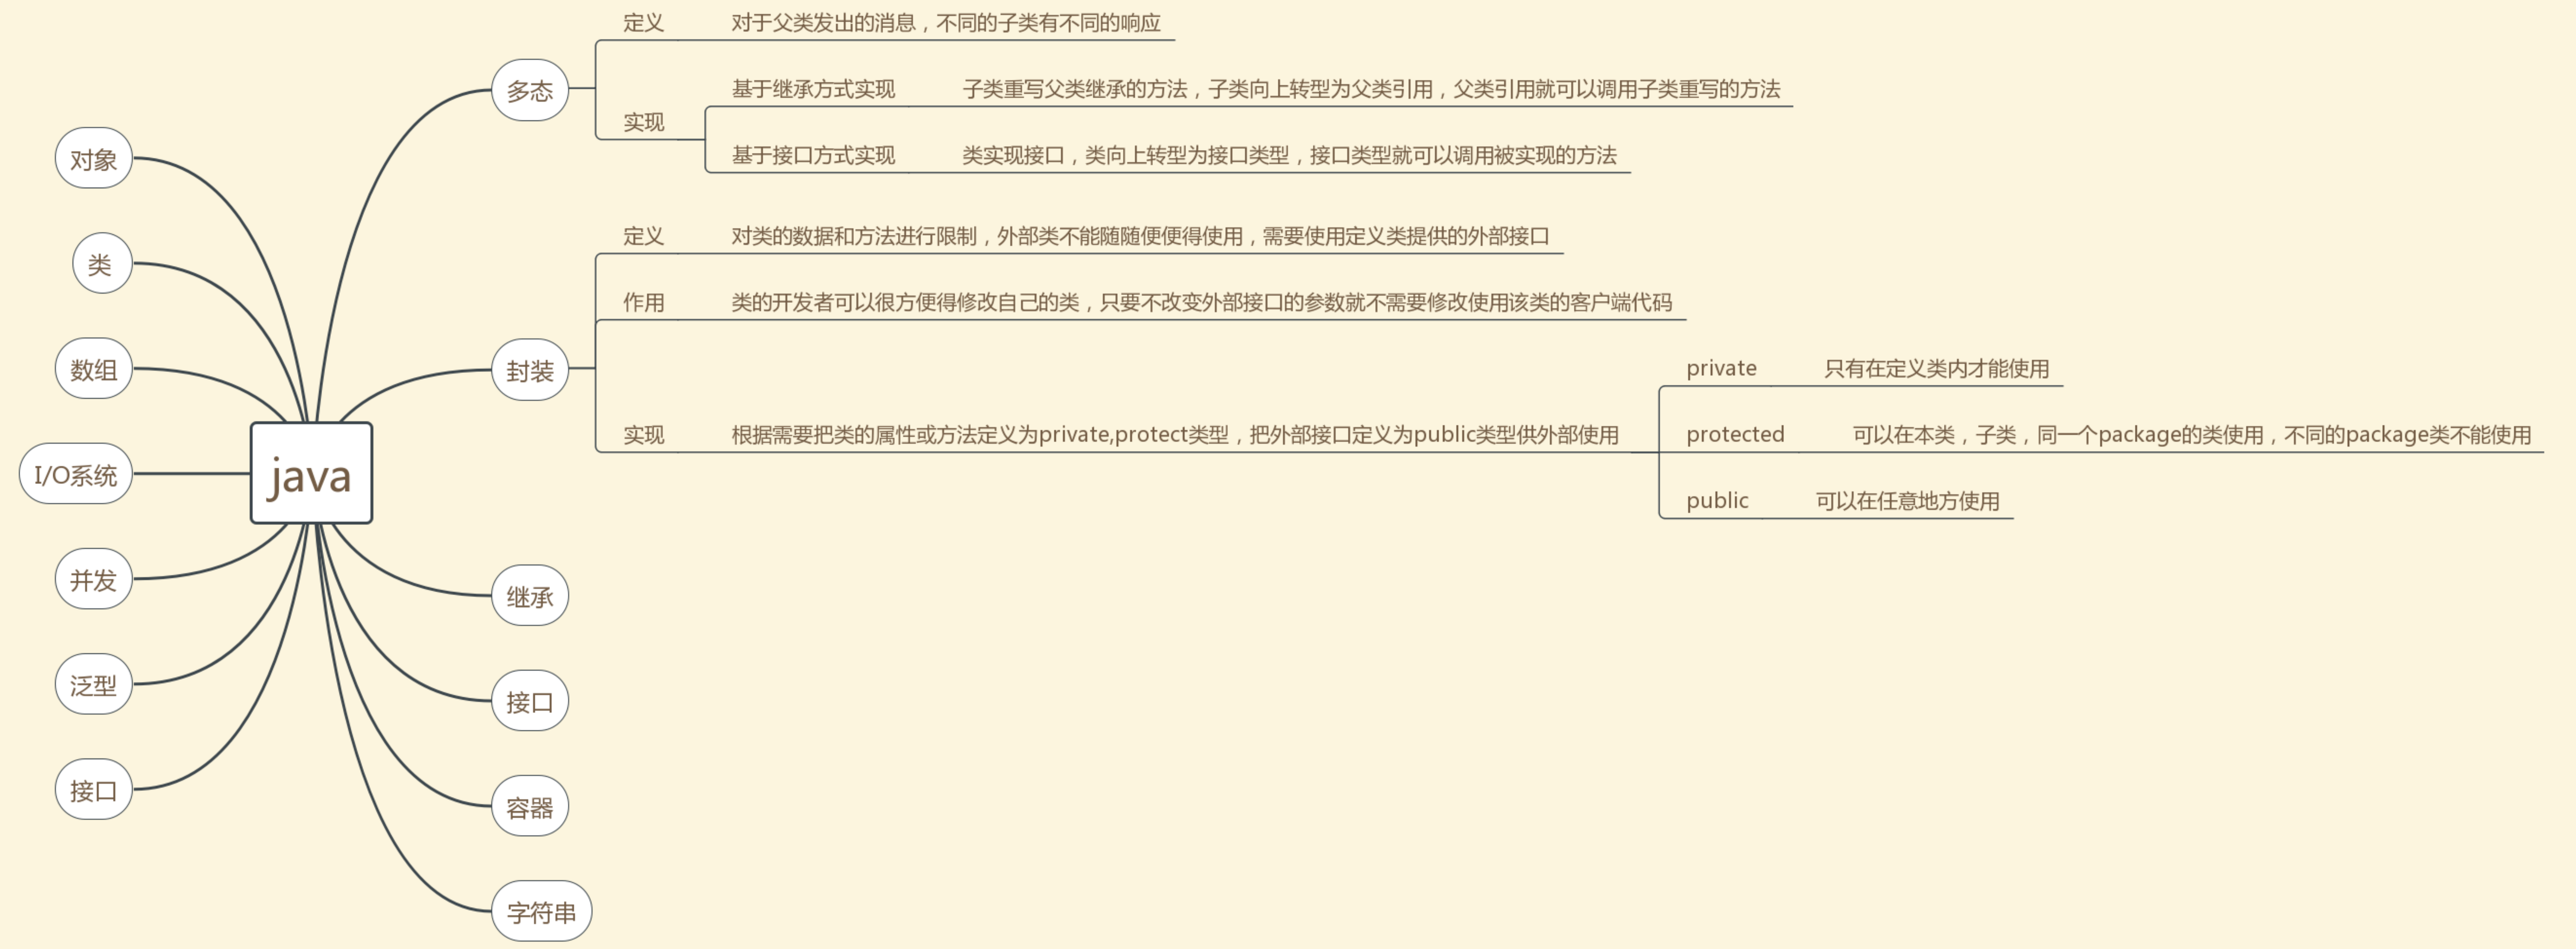 java
多态
定义
对于父类发出的消息，不同的子类有不同的响应
实现
基于继承方式实现
子类重写父类继承的方法，子类向上转型为父类引用，父类引用就可以调用子类重写的方法
基于接口方式实现
类实现接口，类向上转型为接口类型，接口类型就可以调用被实现的方法
封装
定义
对类的数据和方法进行限制，外部类不能随随便便得使用，需要使用定义类提供的外部接口
作用
类的开发者可以很方便得修改自己的类，只要不改变外部接口的参数就不需要修改使用该类的客户端代码
实现
根据需要把类的属性或方法定义为private,protect类型，把外部接口定义为public类型供外部使用
private
只有在定义类内才能使用
protected
可以在本类，子类，同一个package的类使用，不同的package类不能使用
public
可以在任意地方使用
继承
接口
容器
字符串
对象
类
数组
I/O系统
并发
泛型
接口